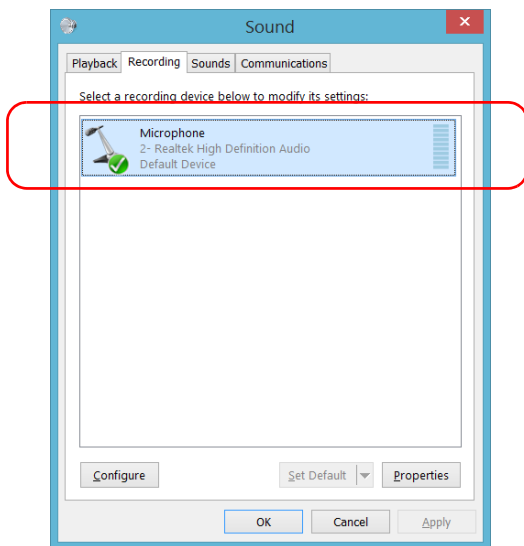 Sound
Playback Recording Sounds Communications
Select a recording device below to modify its settings:
Microphone
2- Realtek High Definition Audio
Default Device
Configure Set Default Properties
OK Cancel Apply